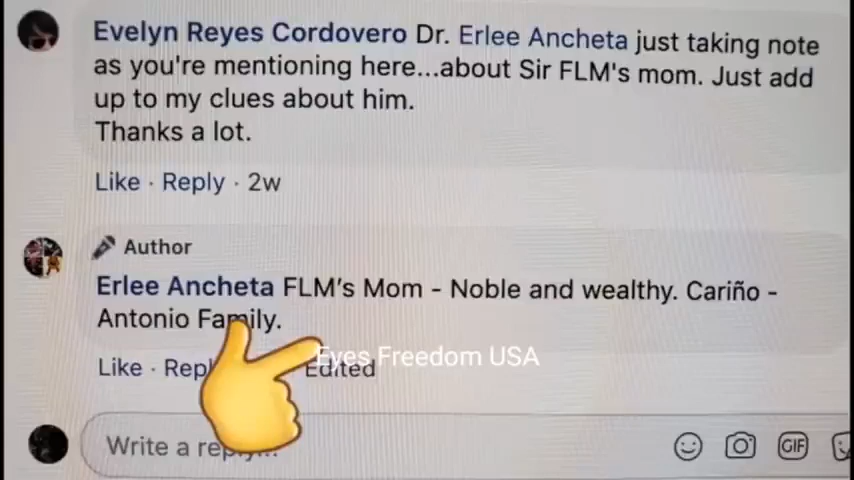 Evelyn Reyes Cordovero Dr. Erlee Ancheta just taking note
as you're mentioning here...about Sir FLM's mom. Just add
up to my clues about him.
Thanks a lot.
Like · Reply · 2w
Author
Erlee Ancheta FLM's Mom - Noble and wealthy. Cariño -
Antonio Family.
Like · Edited
Eyes Freedom USA
Write a
GIF